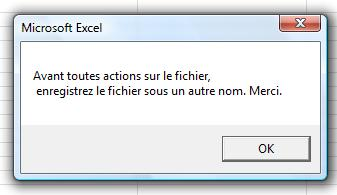 Microsoft Excel
Avant toutes actions sur le fichier,
enregistrez le fichier sous un autre nom. Merci.
OK